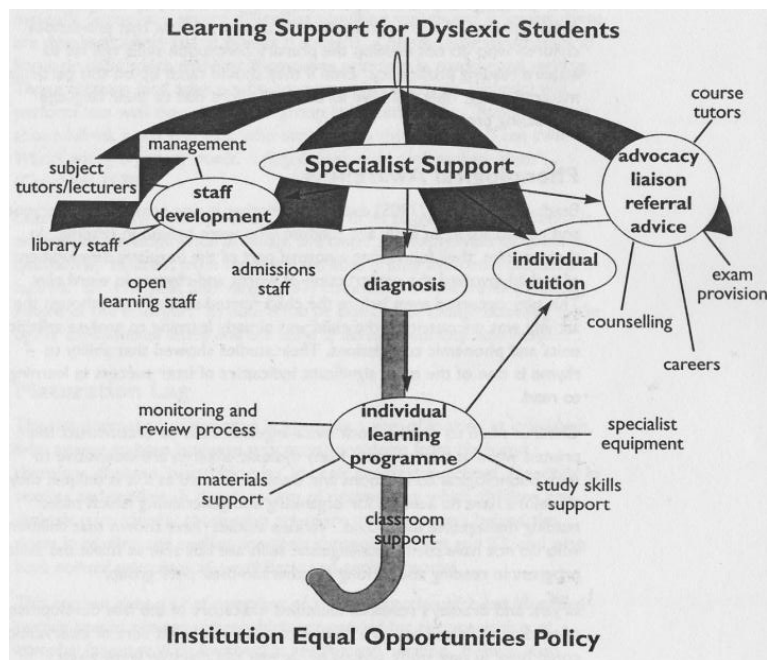 Learning Support for Dyslexic Students
course
tutors
management
Specialist Support
advocacy
liaison
referral
advice
subject
tutors/lecturers
staff
development
library staff
admissions
staff
open
learning staff
diagnosis
individual
tuition
exam
provision
counselling
careers
monitoring and
review process
individual
learning
programme
specialist
equipment
materials
support
study skills
support
classroom
support
Institution Equal Opportunities Policy